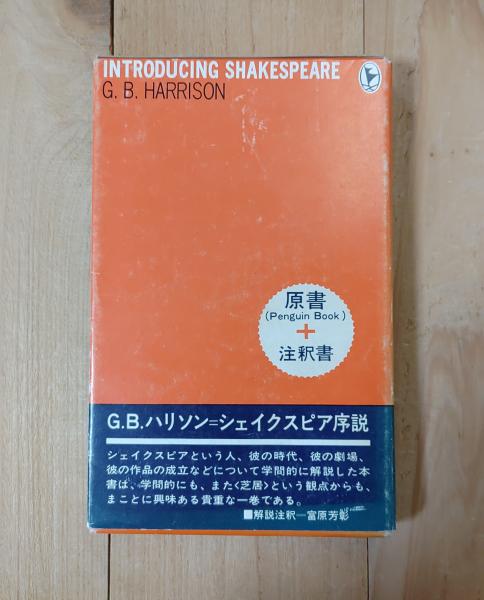 INTRODUCING SHAKESPEARE
G. B. HARRISON
原書
(Penguin Book)
+
注釈書
G.B.ハリソン=シェイクスピア序説
シェイクスピアという人、彼の時代、彼の劇場、
彼の作品の成立などについて学問的に解説した本
書は、学問的にも、また<芝居>という観点からも、
まことに興味ある貴重な一巻である。
■解説注釈—富原芳彰